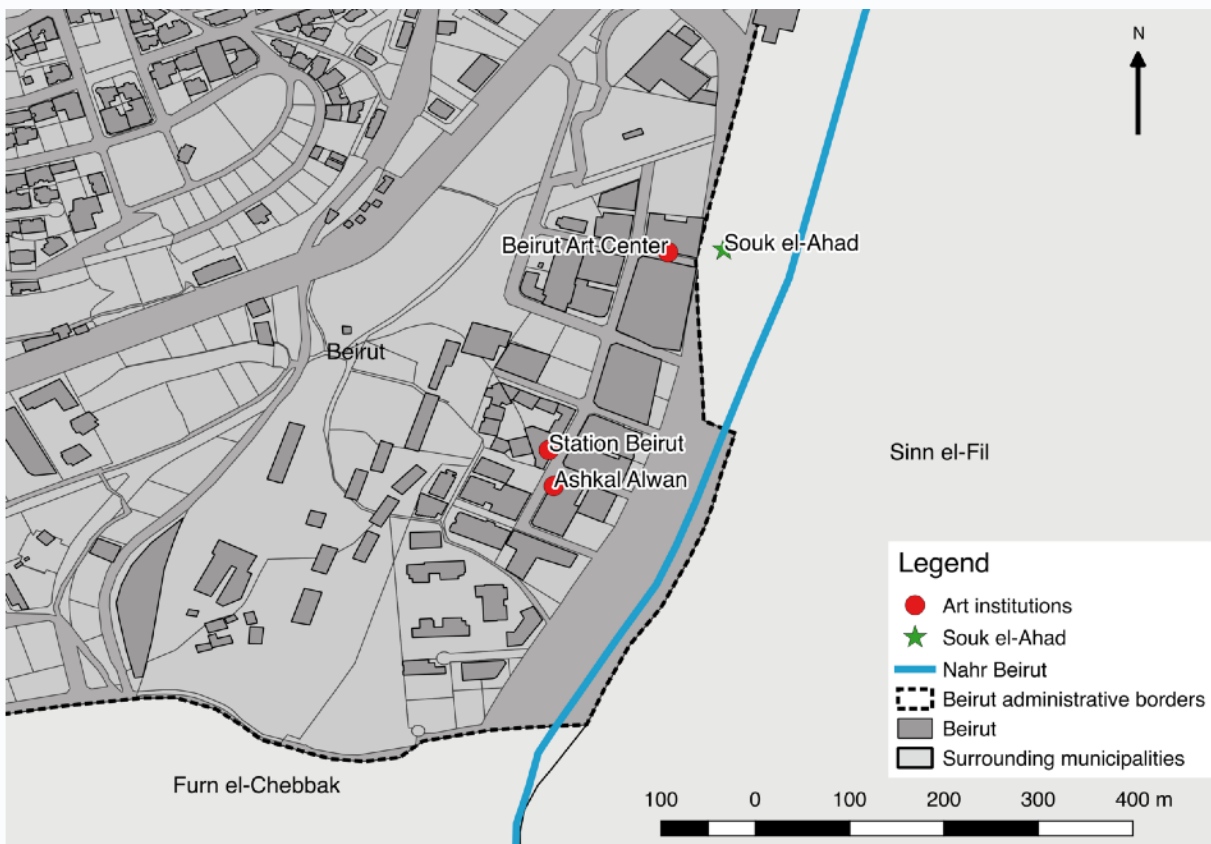 N
Beirut Art Center
Souk el-Ahad
Beirut
Station Beirut
Ashkal Alwan
Sinn el-Fil
Furn el-Chebbak
Legend
Art institutions
Souk el-Ahad
Nahr Beirut
Beirut administrative borders
Beirut
Surrounding municipalities
100 0 100 200 300 400 m